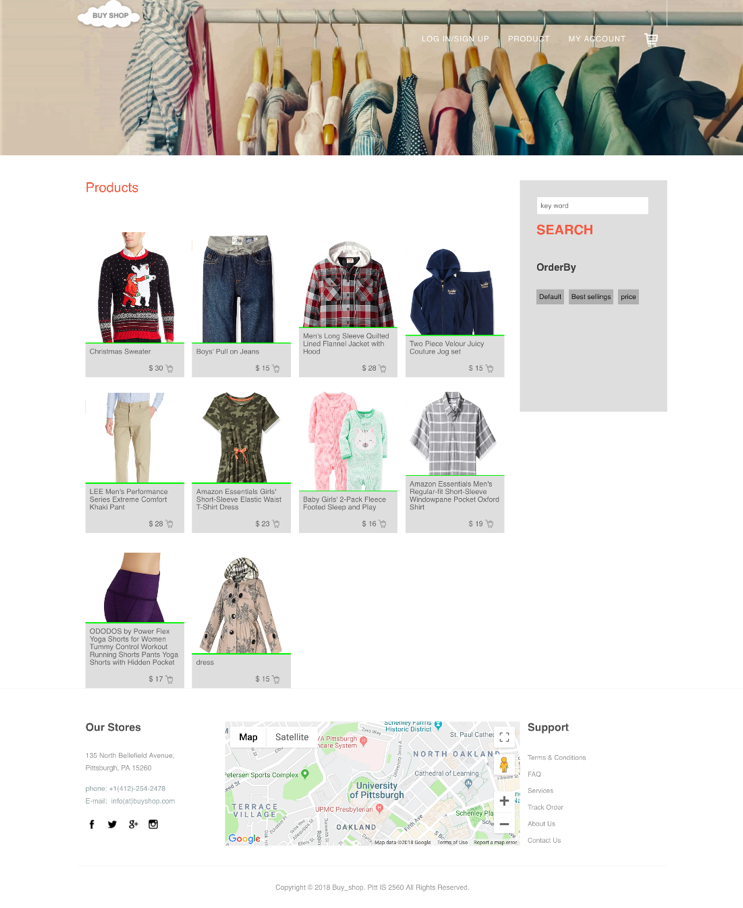 BUY SHOP
LOG IN/SIGN UP PRODUCT MY ACCOUNT
Products
key word
SEARCH
OrderBy
Default Best sellings price
Christmas Sweater
$ 30
Boys' Pull on Jeans
$ 15
Men's Long Sleeve Quilted
Lined Flannel Jacket with
Hood
$ 28
Two Piece Velour Juicy
Couture Jog set
$ 15
LEE Men's Performance
Series Extreme Comfort
Khaki Pant
$ 28
Amazon Essentials Girls'
Short-Sleeve Elastic Waist
T-Shirt Dress
$ 23
Baby Girls' 2-Pack Fleece
Footed Sleep and Play
$ 16
Amazon Essentials Men's
Regular-fit Short-Sleeve
Windowpane Pocket Oxford
Shirt
$ 19
ODODOS by Power Flex
Yoga Shorts for Women
Tummy Control Workout
Running Shorts Pants Yoga
Shorts with Hidden Pocket
$ 17
dress
$ 15
Our Stores
135 North Bellefield Avenue,
Pittsburgh, PA 15260
phone: +1(412)-254-2478
E-mail: info(at)buyshop.com
Map Satellite
Schenley Farms
Historic District
VA Pittsburgh
Care System
St. Paul Cathe
NORTH OAKLAND
Petersen Sports Complex
Cathedral of Learning
University
of Pittsburgh
TERRACE
VILLAGE
UPMC Presbyterian
OAKLAND
Schenley Pla
Forbes Ave
Fifth Ave
Google
Map data ©2018 Google Terms of Use Report a map error
Support
Terms & Conditions
FAQ
Services
Track Order
About Us
Contact Us
Copyright © 2018 Buy_shop. Pitt IS 2560 All Rights Reserved.